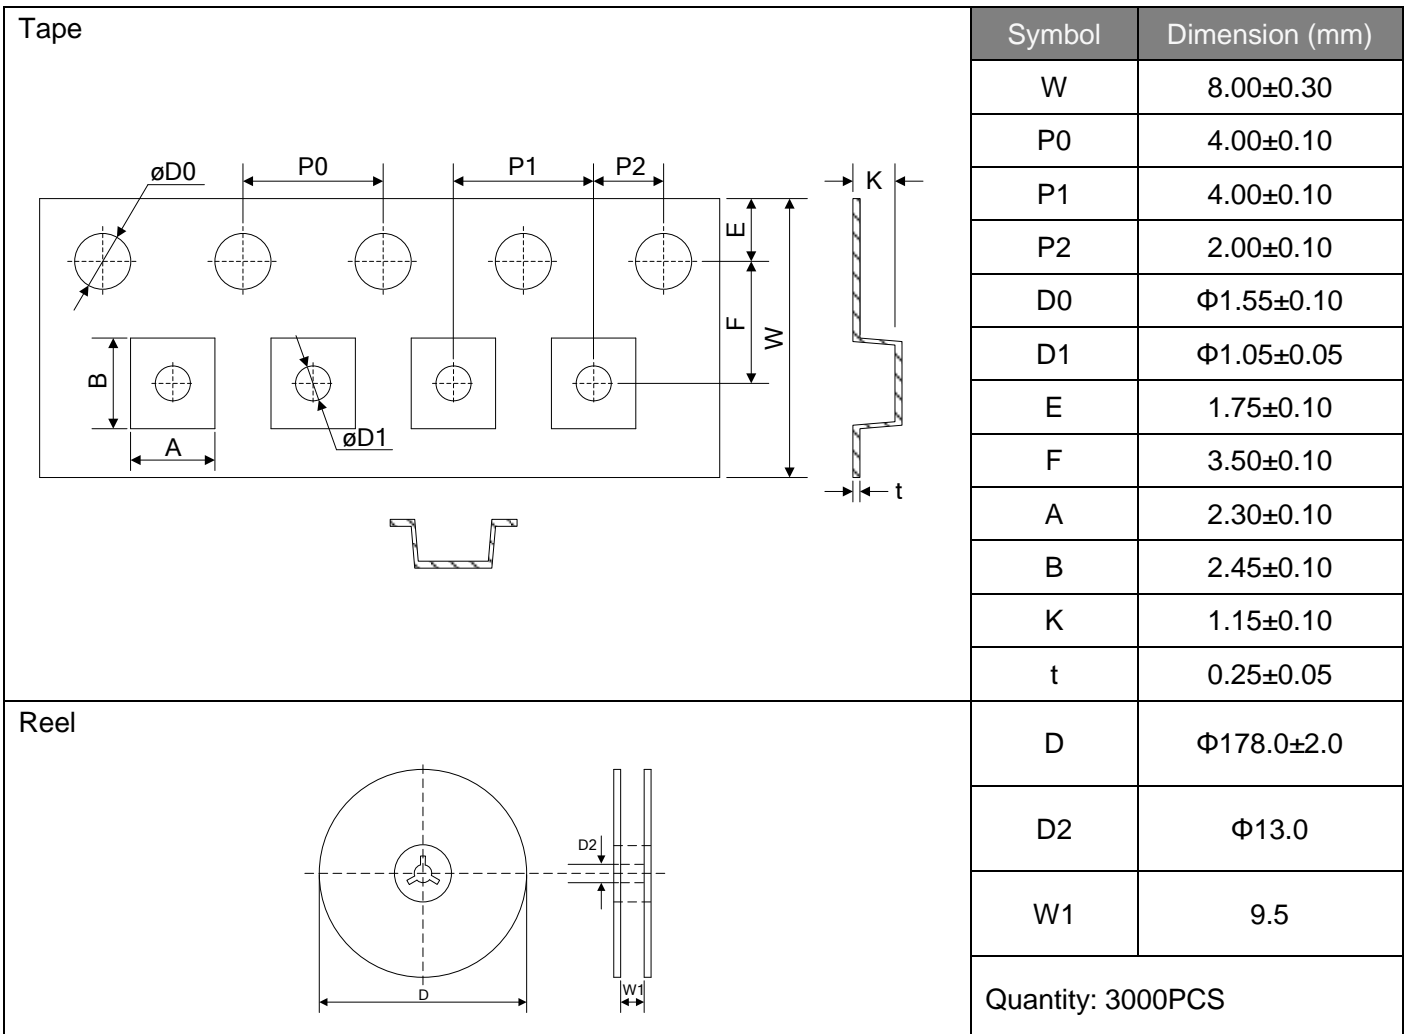 Tape
øD0
P0
P1
P2
K
E
F
W
B
A
øD1
t
Symbol Dimension (mm)
W 8.00±0.30
P0 4.00±0.10
P1 4.00±0.10
P2 2.00±0.10
D0 Φ1.55±0.10
D1 Φ1.05±0.05
E 1.75±0.10
F 3.50±0.10
A 2.30±0.10
B 2.45±0.10
K 1.15±0.10
t 0.25±0.05
Reel
D2
D
W1
D Φ178.0±2.0
D2 Φ13.0
W1 9.5
Quantity: 3000PCS